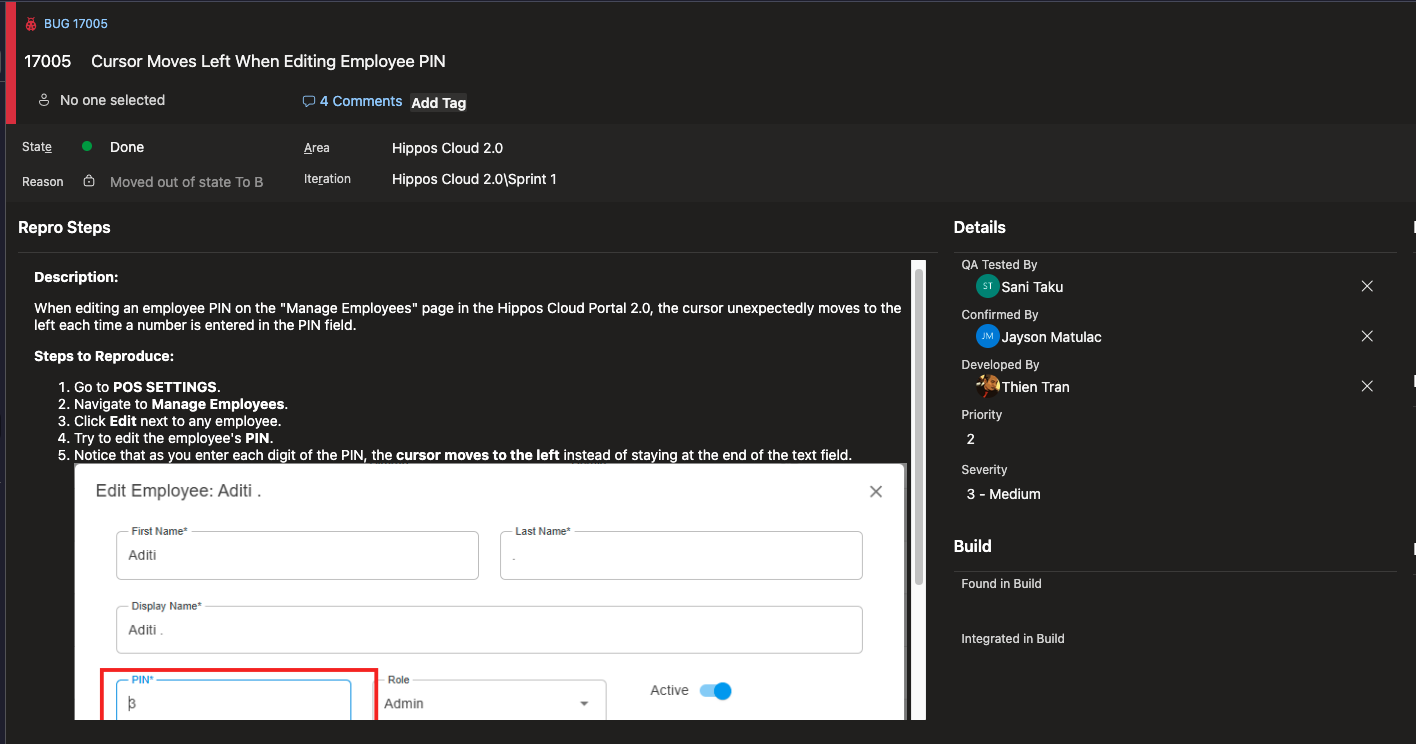 BUG 17005
17005 Cursor Moves Left When Editing Employee PIN
No one selected
4 Comments
Add Tag
State
Done
Area
Hippos Cloud 2.0
Reason
Moved out of state To B
Iteration
Hippos Cloud 2.0\Sprint 1
Repro Steps
Description:
When editing an employee PIN on the "Manage Employees" page in the Hippos Cloud Portal 2.0, the cursor unexpectedly moves to the
left each time a number is entered in the PIN field.
Steps to Reproduce:
1. Go to POS SETTINGS.
2. Navigate to Manage Employees.
3. Click Edit next to any employee.
4. Try to edit the employee's PIN.
5. Notice that as you enter each digit of the PIN, the cursor moves to the left instead of staying at the end of the text field.
Edit Employee: Aditi .
First Name*
Aditi
Last Name*
.
Display Name*
Aditi .
PIN*
3
Role
Admin
Active
Details
QA Tested By
ST Sani Taku
Confirmed By
JM Jayson Matulac
Developed By
Thien Tran
Priority
2
Severity
3 - Medium
Build
Found in Build
Integrated in Build